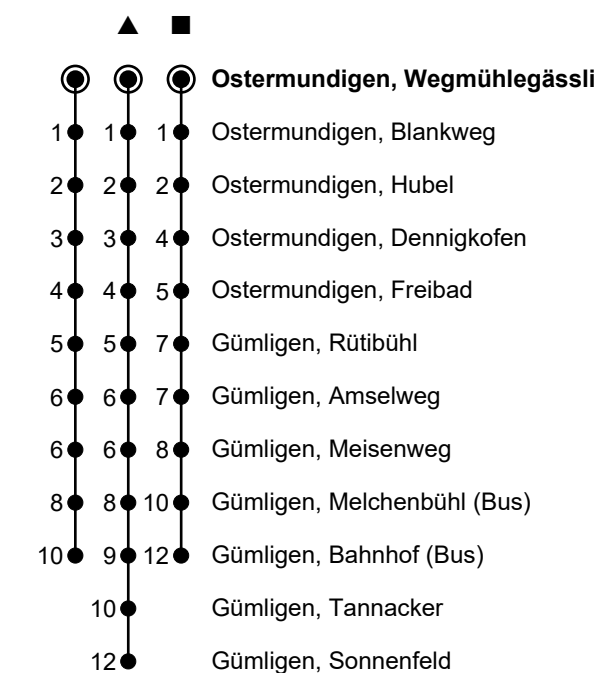 ▲ ■
Ostermundigen, Wegmühlegässli
1 1 1 Ostermundigen, Blankweg
2 2 2 Ostermundigen, Hubel
3 3 4 Ostermundigen, Dennigkofen
4 4 5 Ostermundigen, Freibad
5 5 7 Gümligen, Rütibühl
6 6 7 Gümligen, Amselweg
6 6 8 Gümligen, Meisenweg
8 8 10 Gümligen, Melchenbühl (Bus)
10 9 12 Gümligen, Bahnhof (Bus)
10 Gümligen, Tannacker
12 Gümligen, Sonnenfeld